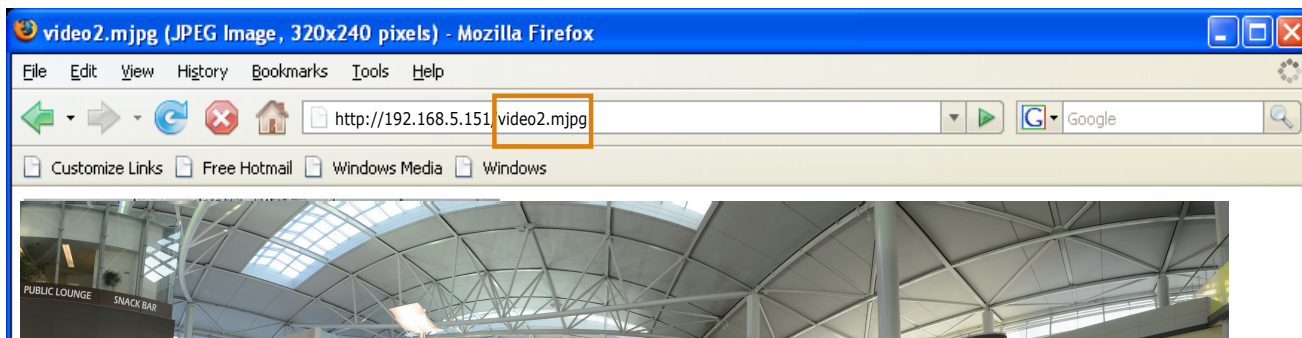 video2.mjpg (JPEG Image, 320x240 pixels) - Mozilla Firefox
File Edit View History Bookmarks Tools Help
http://192.168.5.151/video2.mjpg G Google
Customize Links Free Hotmail Windows Media Windows
PUBLIC LOUNGE SNACK BAR